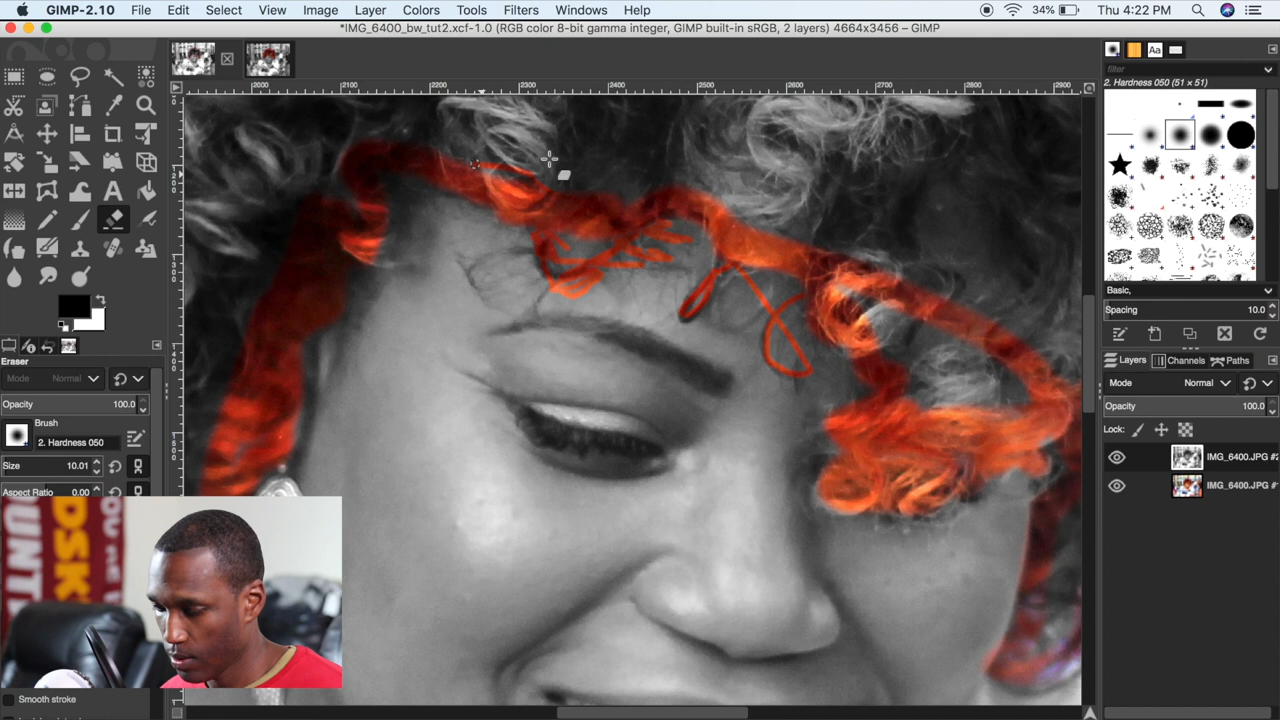 GIMP-2.10 File Edit Select View Image Layer Colors Tools Filters Windows Help 34% Thu 4:22 PM
*IMG_6400_bw_tut2.xcf-1.0 (RGB color 8-bit gamma integer, GIMP built-in sRGB, 2 layers) 4664x3456 – GIMP
Aa
filter
2000 2100 2200 2300 2400 2500 2600 2700 2800 2900
2. Hardness 050 (51 × 51)
Basic,
Spacing 10.0
Eraser
Mode Normal
Opacity 100.0
Brush
2. Hardness 050
Size 10.01
Aspect Ratio 0.00
Layers Channels Paths
Mode Normal
Opacity 100.0
Lock:
IMG_6400.JPG #2
IMG_6400.JPG #
Smooth stroke